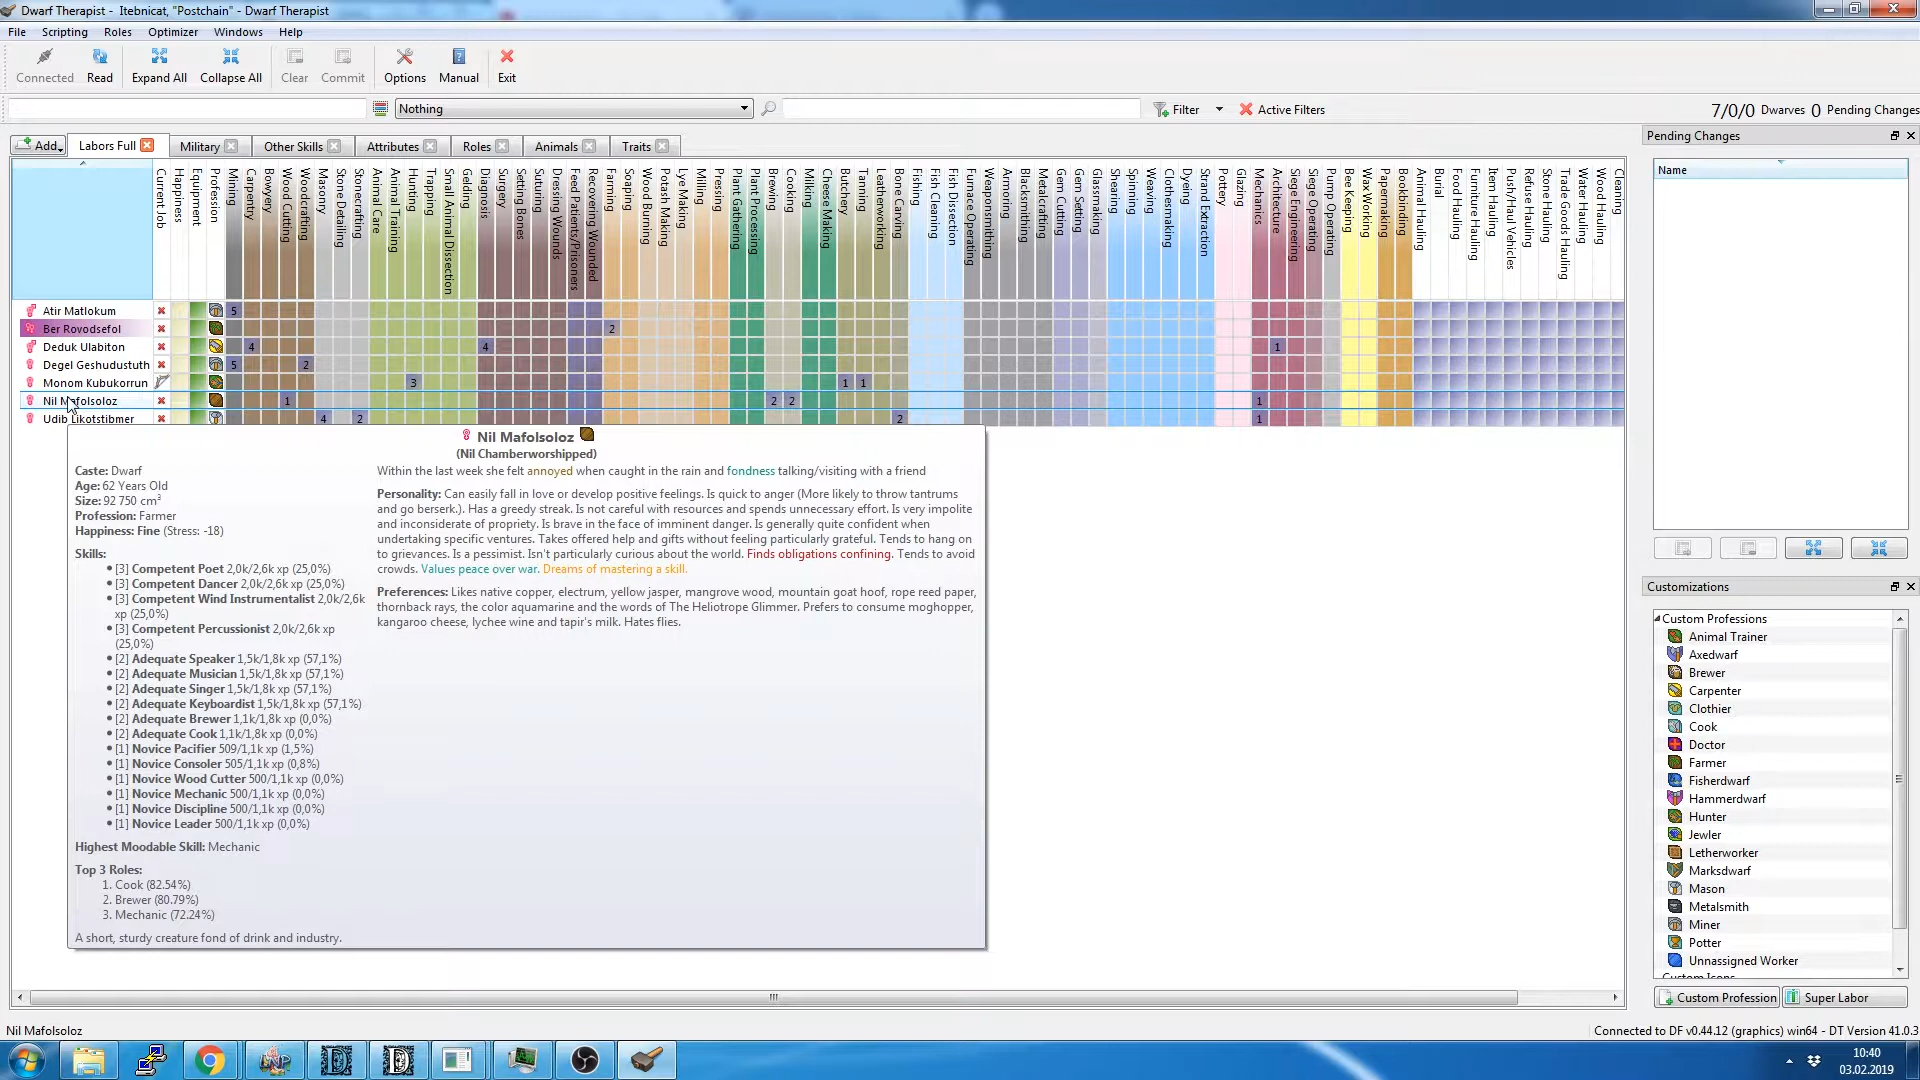 Dwarf Therapist - Itebnicat, "Postchain" - Dwarf Therapist
File Scripting Roles Optimizer Windows Help
Connected Read Expand All Collapse All Clear Commit Options Manual Exit
Nothing Filter Active Filters 7/0/0 Dwarves 0 Pending Changes
Add Labors Full Military Other Skills Attributes Roles Animals Traits
Current Job
Happiness
Equipment
Profession
Mining
Carpentry
Bowyery
Wood Cutting
Woodcrafting
Masonry
Stone Detailing
Stonecrafting
Animal Care
Animal Training
Hunting
Trapping
Small Animal Dissection
Gelding
Diagnosis
Surgery
Setting Bones
Suturing
Dressing Wounds
Feed Patients/Prisoners
Recovering Wounded
Farming
Soaping
Wood Burning
Potash Making
Lye Making
Milling
Pressing
Plant Gathering
Plant Processing
Brewing
Cooking
Milking
Cheese Making
Butchery
Tanning
Leatherworking
Bone Carving
Fishing
Fish Cleaning
Fish Dissection
Furnace Operating
Weaponsmithing
Armoring
Blacksmithing
Metalcrafting
Gem Cutting
Gem Setting
Glassmaking
Shearing
Spinning
Weaving
Clothesmaking
Dyeing
Strand Extraction
Pottery
Glazing
Mechanics
Architecture
Siege Engineering
Siege Operating
Pump Operating
Bee Keeping
Wax Working
Papermaking
Bookbinding
Animal Hauling
Burial
Food Hauling
Furniture Hauling
Item Hauling
Push/Haul Vehicles
Refuse Hauling
Stone Hauling
Trade Goods Hauling
Water Hauling
Wood Hauling
Cleaning
Atir Matlokum 5
Ber Rovodsefol 2
Deduk Ulabiton 4 4 1
Degel Geshudustuth 5 2
Monom Kubukorrun 3 1 1
Nil Mafolsoloz 1 2 2 1
Udib Likotstibmer 4 2 2 1
Nil Mafolsoloz
(Nil Chamberworshipped)
Caste: Dwarf
Age: 62 Years Old
Size: 92 750 cm3
Profession: Farmer
Happiness: Fine (Stress: -18)
Skills:
[3] Competent Poet 2,0k/2,6k xp (25,0%)
[3] Competent Dancer 2,0k/2,6k xp (25,0%)
[3] Competent Wind Instrumentalist 2,0k/2,6k
xp (25,0%)
[3] Competent Percussionist 2,0k/2,6k xp
(25,0%)
[2] Adequate Speaker 1,5k/1,8k xp (57,1%)
[2] Adequate Musician 1,5k/1,8k xp (57,1%)
[2] Adequate Singer 1,5k/1,8k xp (57,1%)
[2] Adequate Keyboardist 1,5k/1,8k xp (57,1%)
[2] Adequate Brewer 1,1k/1,8k xp (0,0%)
[2] Adequate Cook 1,1k/1,8k xp (0,0%)
[1] Novice Pacifier 509/1,1k xp (1,5%)
[1] Novice Consoler 505/1,1k xp (0,8%)
[1] Novice Wood Cutter 500/1,1k xp (0,0%)
[1] Novice Mechanic 500/1,1k xp (0,0%)
[1] Novice Discipline 500/1,1k xp (0,0%)
[1] Novice Leader 500/1,1k xp (0,0%)
Highest Moodable Skill: Mechanic
Top 3 Roles:
1. Cook (82.54%)
2. Brewer (80.79%)
3. Mechanic (72.24%)
A short, sturdy creature fond of drink and industry.
Within the last week she felt annoyed when caught in the rain and fondness talking/visiting with a friend
Personality: Can easily fall in love or develop positive feelings. Is quick to anger (More likely to throw tantrums
and go berserk.). Has a greedy streak. Is not careful with resources and spends unnecessary effort. Is very impolite
and inconsiderate of propriety. Is brave in the face of imminent danger. Is generally quite confident when
undertaking specific ventures. Takes offered help and gifts without feeling particularly grateful. Tends to hang on
to grievances. Is a pessimist. Isn't particularly curious about the world. Finds obligations confining. Tends to avoid
crowds. Values peace over war. Dreams of mastering a skill.
Preferences: Likes native copper, electrum, yellow jasper, mangrove wood, mountain goat hoof, rope reed paper,
thornback rays, the color aquamarine and the words of The Heliotrope Glimmer. Prefers to consume moghopper,
kangaroo cheese, lychee wine and tapir's milk. Hates flies.
Pending Changes
Name
Customizations
Custom Professions
Animal Trainer
Axedwarf
Brewer
Carpenter
Clothier
Cook
Doctor
Farmer
Fisherdwarf
Hammerdwarf
Hunter
Jewler
Letherworker
Marksdwarf
Mason
Metalsmith
Miner
Potter
Unnassigned Worker
Custom Icons
Custom Profession Super Labor
Nil Mafolsoloz
Connected to DF v0.44.12 (graphics) win64 - DT Version 41.0.3
10:40
03.02.2019